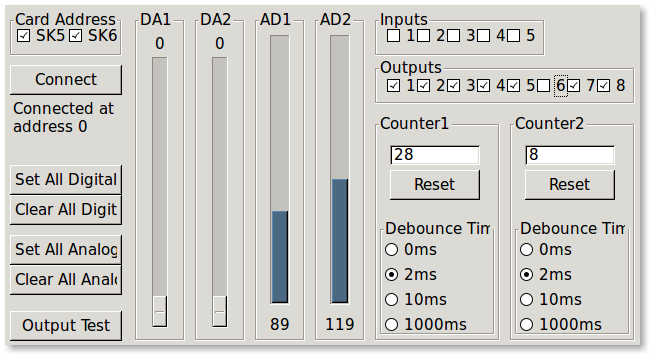 Card Address
SK5 SK6
Connect
Connected at
address 0
Set All Digital
Clear All Digit
Set All Analog
Clear All Analo
Output Test
DA1
0
DA2
0
AD1
89
AD2
119
Inputs
1 2 3 4 5
Outputs
1 2 3 4 5 6 7 8
Counter1
28
Reset
Debounce Tim
0ms
2ms
10ms
1000ms
Counter2
8
Reset
Debounce Tim
0ms
2ms
10ms
1000ms